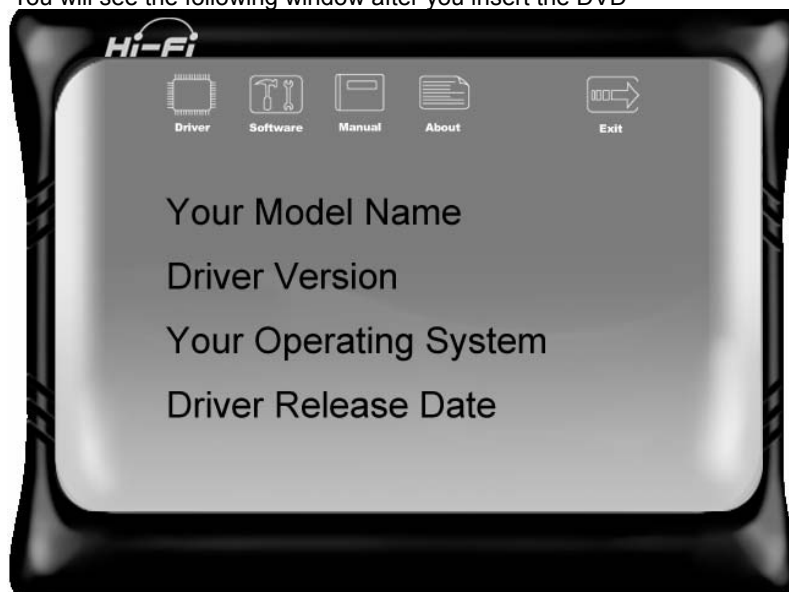 You will see the following window after you insert the DVD
Hi-Fi
Driver Software Manual About Exit
Your Model Name
Driver Version
Your Operating System
Driver Release Date